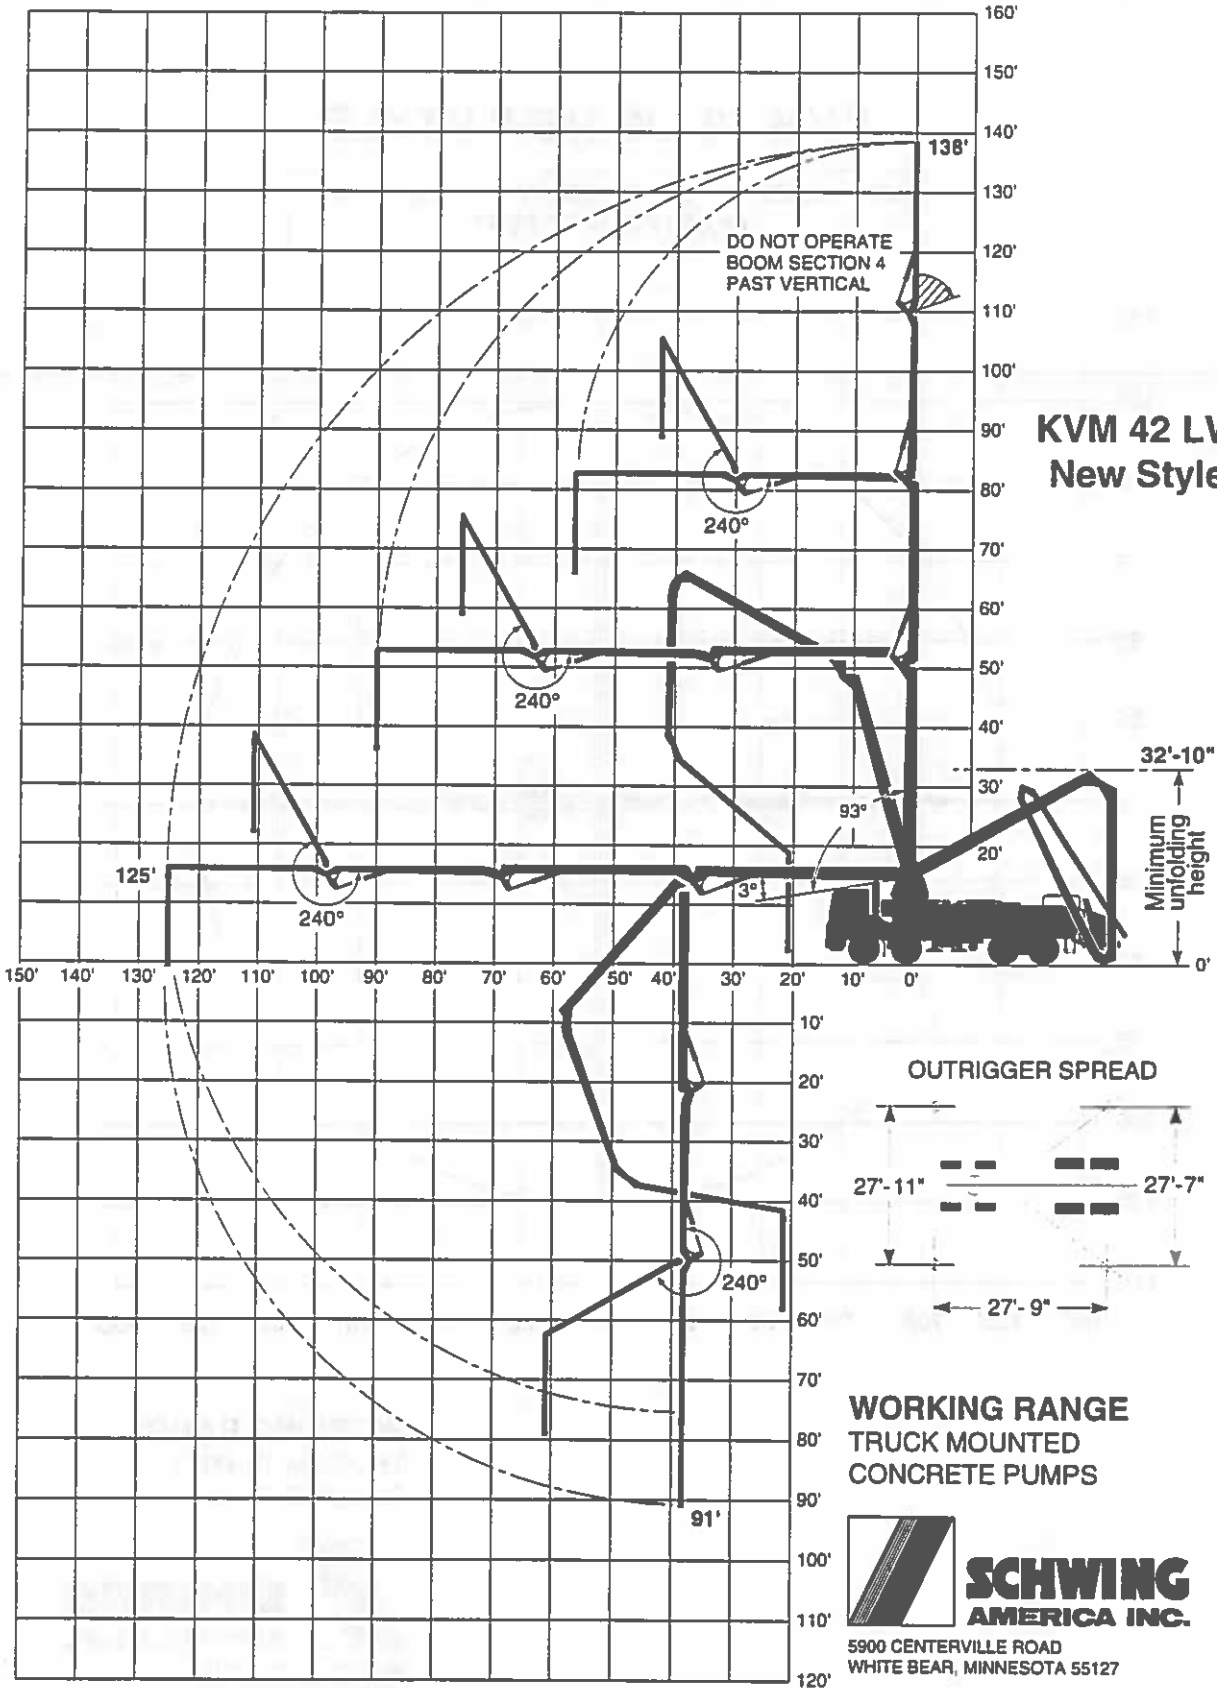 160'
150'
140'
138'
130'
DO NOT OPERATE
BOOM SECTION 4
PAST VERTICAL
120'
110'
100'
90'
80'
70'
60'
50'
40'
30'
20'
KVM 42 LV
New Style
240°
240°
240°
93°
3°
125'
32'-10"
Minimum
unfolding
height
0'
150' 140' 130' 120' 110' 100' 90' 80' 70' 60' 50' 40' 30' 20' 10' 0'
10'
20'
30'
40'
50'
60'
70'
80'
90'
100'
110'
120'
240°
91'
OUTRIGGER SPREAD
27'-11"
27'-7"
27'-9"
WORKING RANGE
TRUCK MOUNTED
CONCRETE PUMPS
SCHWING
AMERICA INC.
5900 CENTERVILLE ROAD
WHITE BEAR, MINNESOTA 55127